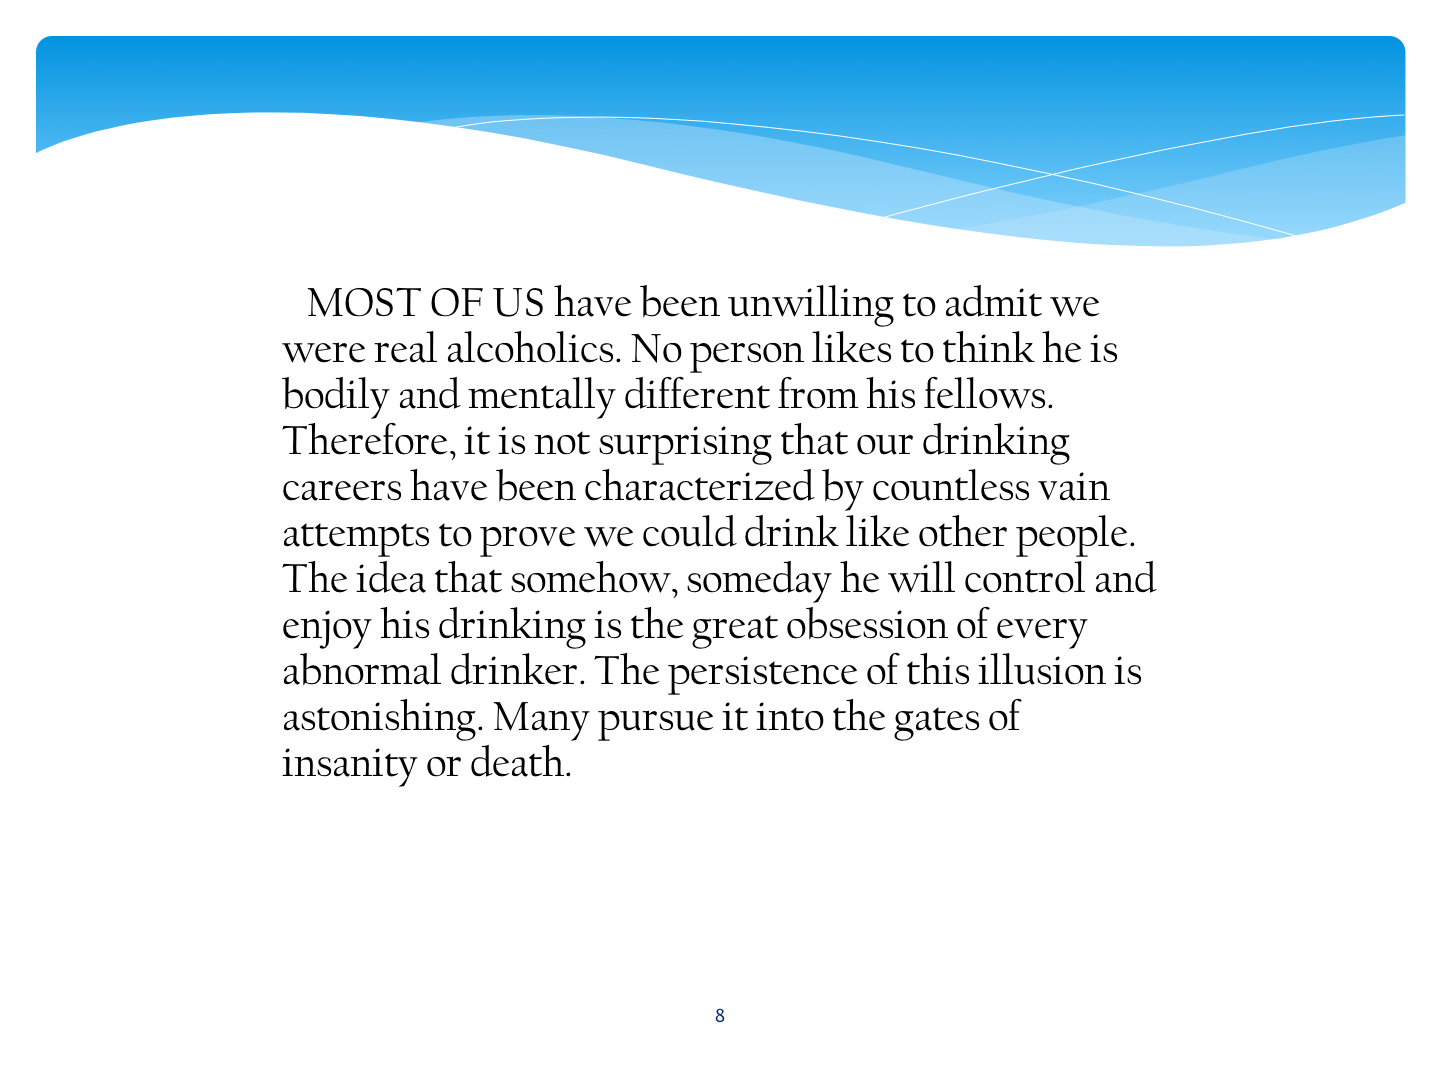 MOST OF US have been unwilling to admit we
were real alcoholics. No person likes to think he is
bodily and mentally different from his fellows.
Therefore, it is not surprising that our drinking
careers have been characterized by countless vain
attempts to prove we could drink like other people.
The idea that somehow, someday he will control and
enjoy his drinking is the great obsession of every
abnormal drinker. The persistence of this illusion is
astonishing. Many pursue it into the gates of
insanity or death.
8